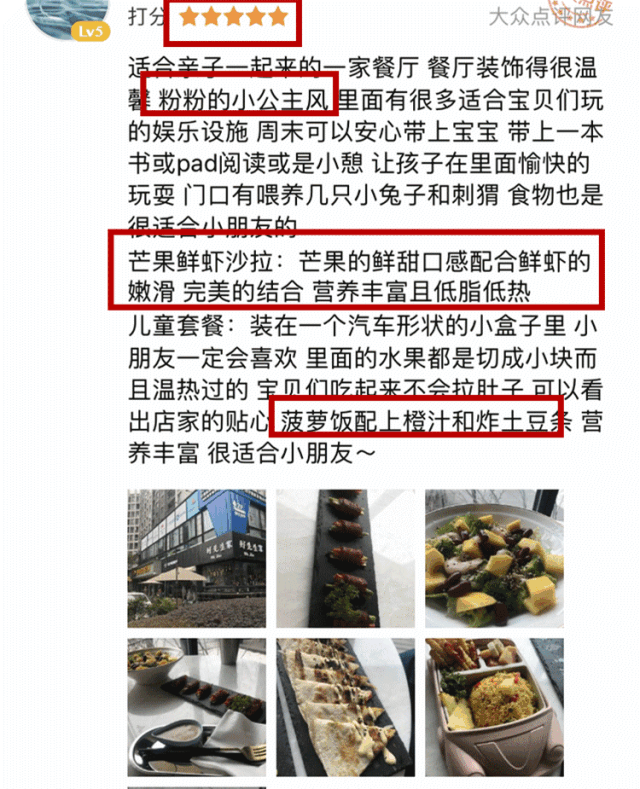 打分
大众点评网友
Lv5
适合亲子一起来的一家餐厅 餐厅装饰得很温
馨 粉粉的小公主风 里面有很多适合宝贝们玩
的娱乐设施 周末可以安心带上宝宝 带上一本
书或pad阅读或是小憩 让孩子在里面愉快的
玩耍 门口有喂养几只小兔子和刺猬 食物也是
很适合小朋友的
芒果鲜虾沙拉：芒果的鲜甜口感配合鲜虾的
嫩滑 完美的结合 营养丰富且低脂低热
儿童套餐：装在一个汽车形状的小盒子里 小
朋友一定会喜欢 里面的水果都是切成小块而
且温热过的 宝贝们吃起来不会拉肚子 可以看
出店家的贴心 菠萝饭配上橙汁和炸土豆条 营
养丰富 很适合小朋友～